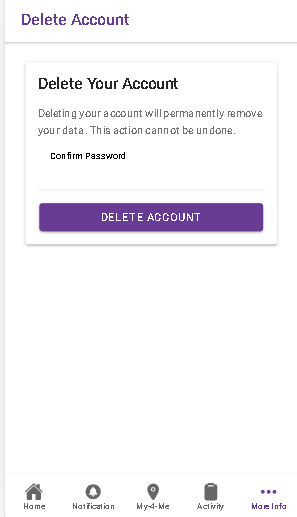 Delete Account
Delete Your Account
Deleting your account will permanently remove
your data. This action cannot be undone.
Confirm Password
DELETE ACCOUNT
Home Notification My-4-Me Activity More Info